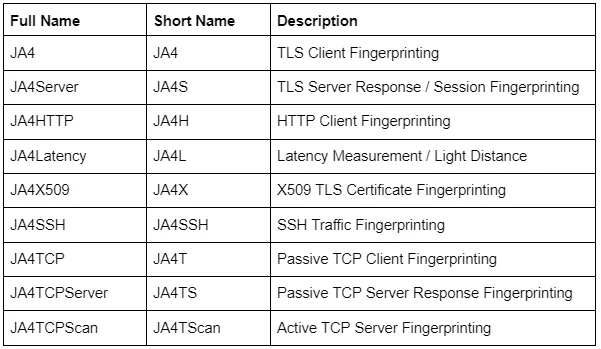 Full Name Short Name Description
JA4 JA4 TLS Client Fingerprinting
JA4Server JA4S TLS Server Response / Session Fingerprinting
JA4HTTP JA4H HTTP Client Fingerprinting
JA4Latency JA4L Latency Measurement / Light Distance
JA4X509 JA4X X509 TLS Certificate Fingerprinting
JA4SSH JA4SSH SSH Traffic Fingerprinting
JA4TCP JA4T Passive TCP Client Fingerprinting
JA4TCPServer JA4TS Passive TCP Server Response Fingerprinting
JA4TCPScan JA4TScan Active TCP Server Fingerprinting